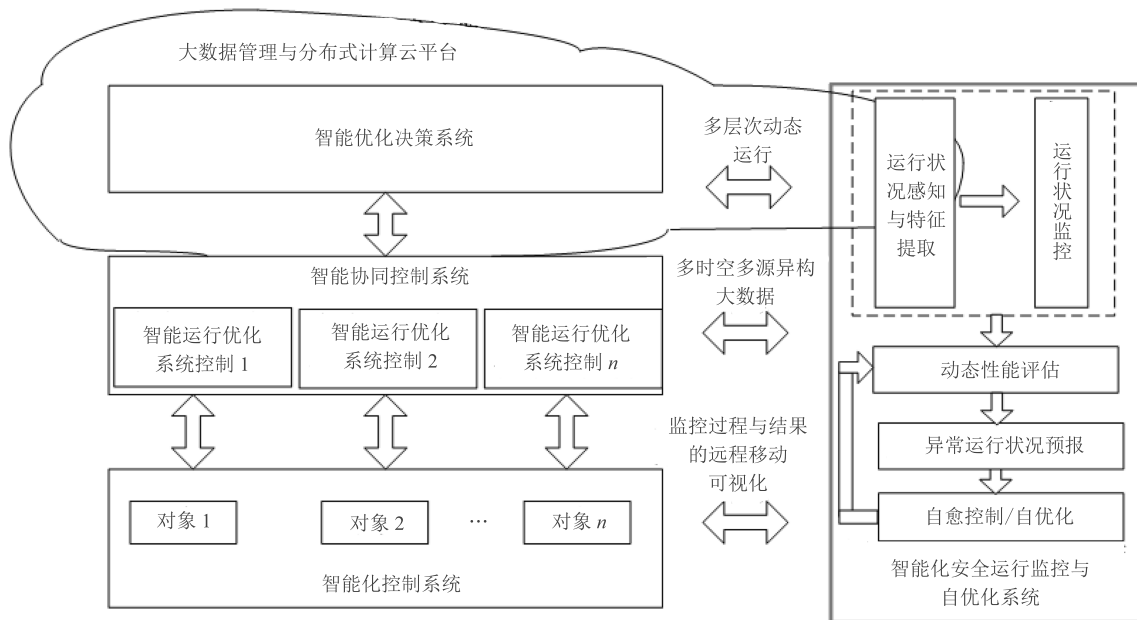 大数据管理与分布式计算云平台
智能优化决策系统
智能协同控制系统
智能运行优化
系统控制 1
智能运行优化
系统控制 2
智能运行优化
系统控制 n
对象 1
对象 2
…
对象 n
智能化控制系统
多层次动态
运行
多时空多源异构
大数据
监控过程与结果
的远程移动
可视化
运行状
况感知
与特征
提取
运行状况监控
动态性能评估
异常运行状况预报
自愈控制/自优化
智能化安全运行监控与
自优化系统